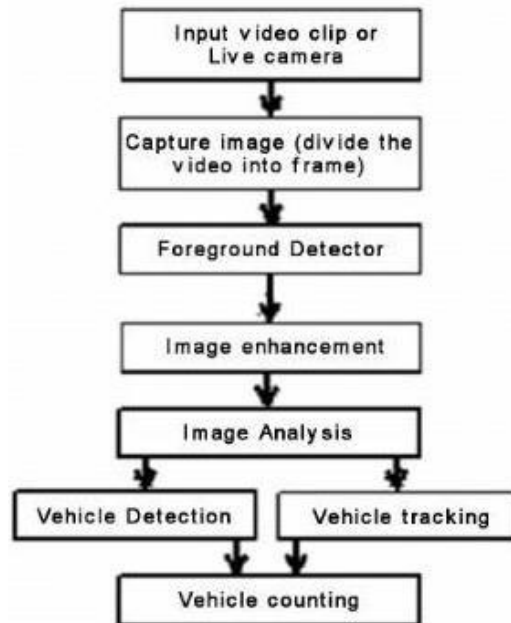 Input video clip or
Live camera
Capture image (divide the
video into frame)
Foreground Detector
Image enhancement
Image Analysis
Vehicle Detection
Vehicle tracking
Vehicle counting